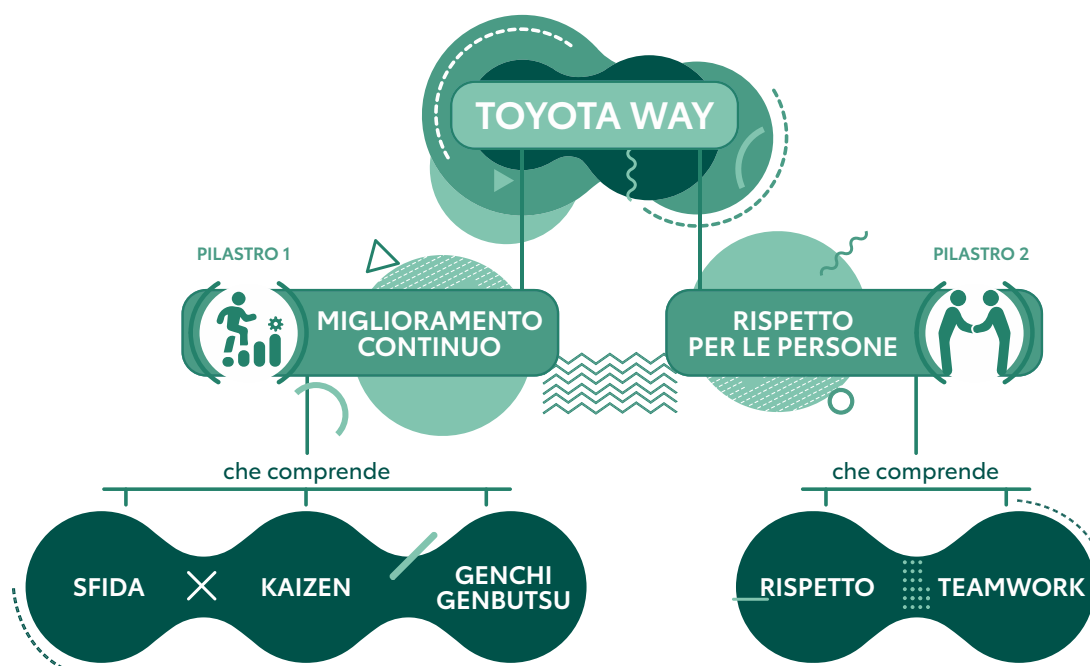 TOYOTA WAY
PILASTRO 1
MIGLIORAMENTO
CONTINUO
che comprende
SFIDA
KAIZEN
GENCHI
GENBUTSU
PILASTRO 2
RISPETTO
PER LE PERSONE
che comprende
RISPETTO
TEAMWORK